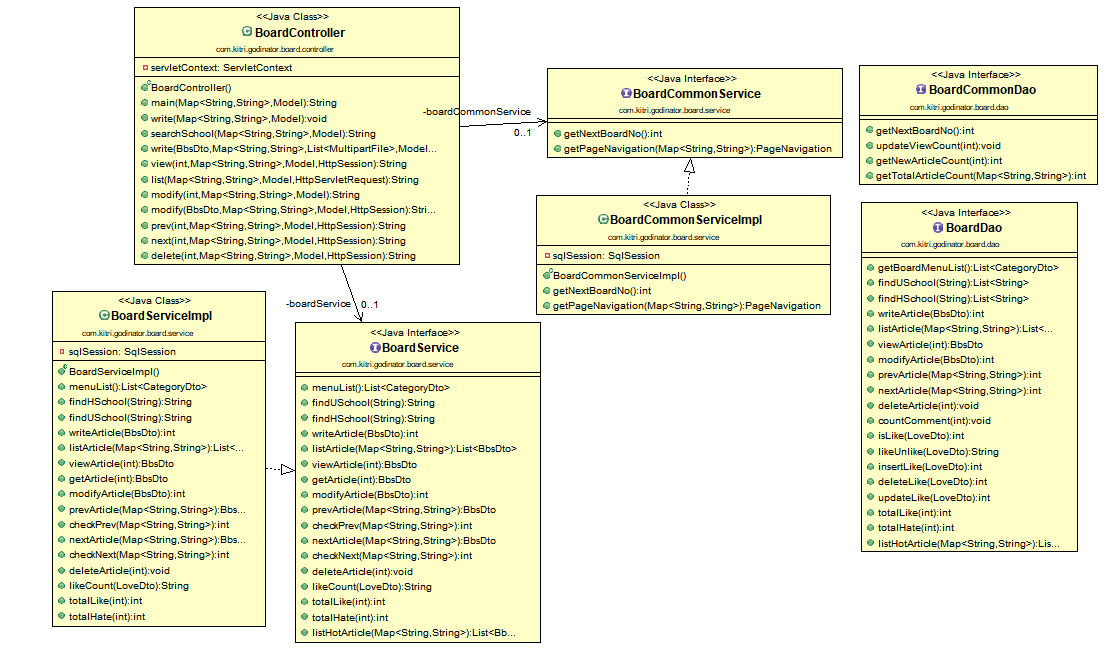 <<Java Class>>
BoardController
com.kitri.godinator.board.controller
servletContext: ServletContext
BoardController()
main(Map<String,String>,Model):String
write(Map<String,String>,Model):void
searchSchool(Map<String,String>,Model):String
write(BbsDto,Map<String,String>,List<MultipartFile>,Model...
view(int,Map<String,String>,Model,HttpSession):String
list(Map<String,String>,Model,HttpServletRequest):String
modify(int,Map<String,String>,Model):String
modify(BbsDto,Map<String,String>,Model,HttpSession):Stri...
prev(int,Map<String,String>,Model,HttpSession):String
next(int,Map<String,String>,Model,HttpSession):String
delete(int,Map<String,String>,Model,HttpSession):String
-boardCommonService
0..1
<<Java Interface>>
BoardCommonService
com.kitri.godinator.board.service
getNextBoardNo():int
getPageNavigation(Map<String,String>):PageNavigation
<<Java Interface>>
BoardCommonDao
com.kitri.godinator.board.dao
getNextBoardNo():int
updateViewCount(int):void
getNewArticleCount(int):int
getTotalArticleCount(Map<String,String>):int
<<Java Class>>
BoardCommonServiceImpl
com.kitri.godinator.board.service
sqlSession: SqlSession
BoardCommonServiceImpl()
getNextBoardNo():int
getPageNavigation(Map<String,String>):PageNavigation
<<Java Interface>>
BoardDao
com.kitri.godinator.board.dao
getBoardMenuList():List<CategoryDto>
findUSchool(String):List<String>
findHSchool(String):List<String>
writeArticle(BbsDto):int
listArticle(Map<String,String>):List<...
viewArticle(int):BbsDto
modifyArticle(BbsDto):int
prevArticle(Map<String,String>):int
nextArticle(Map<String,String>):int
deleteArticle(int):void
countComment(int):void
isLike(LoveDto):int
likeUnlike(LoveDto):String
insertLike(LoveDto):int
deleteLike(LoveDto):int
updateLike(LoveDto):int
totalLike(int):int
totalHate(int):int
listHotArticle(Map<String,String>):Lis...
-boardService
0..1
<<Java Class>>
BoardServiceImpl
com.kitri.godinator.board.service
sqlSession: SqlSession
BoardServiceImpl()
menuList():List<CategoryDto>
findHSchool(String):String
findUSchool(String):String
writeArticle(BbsDto):int
listArticle(Map<String,String>):List<...
viewArticle(int):BbsDto
getArticle(int):BbsDto
modifyArticle(BbsDto):int
prevArticle(Map<String,String>):Bbs...
checkPrev(Map<String,String>):int
nextArticle(Map<String,String>):Bbs...
checkNext(Map<String,String>):int
deleteArticle(int):void
likeCount(LoveDto):String
totalLike(int):int
totalHate(int):int
<<Java Interface>>
BoardService
com.kitri.godinator.board.service
menuList():List<CategoryDto>
findUSchool(String):String
findHSchool(String):String
writeArticle(BbsDto):int
listArticle(Map<String,String>):List<BbsDto>
viewArticle(int):BbsDto
getArticle(int):BbsDto
modifyArticle(BbsDto):int
prevArticle(Map<String,String>):BbsDto
checkPrev(Map<String,String>):int
nextArticle(Map<String,String>):BbsDto
checkNext(Map<String,String>):int
deleteArticle(int):void
likeCount(LoveDto):String
totalLike(int):int
totalHate(int):int
listHotArticle(Map<String,String>):List<Bb...